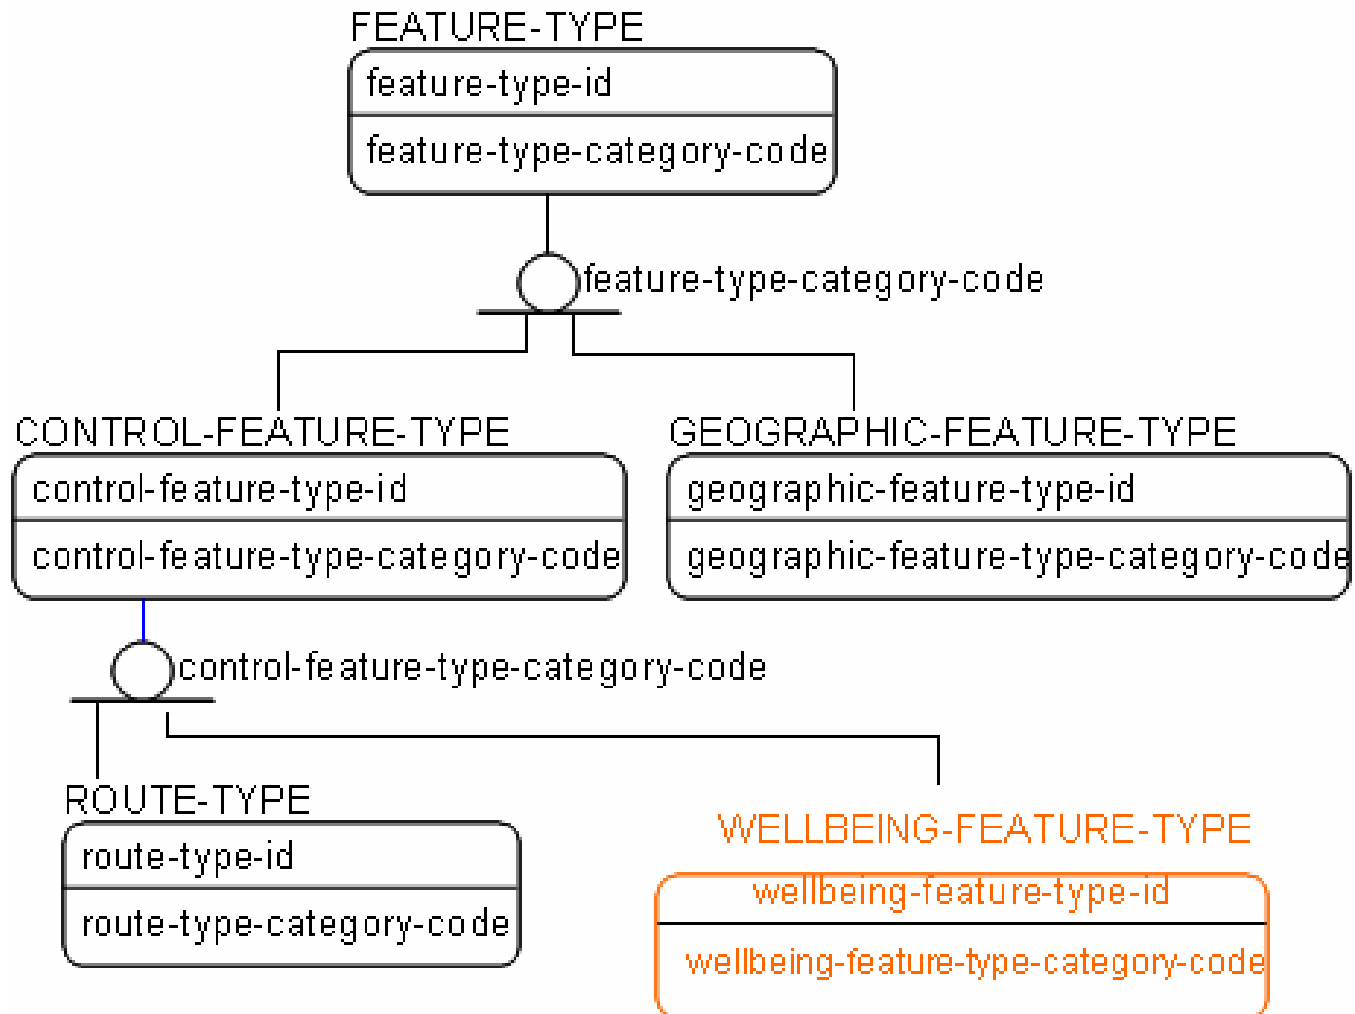 FEATURE-TYPE
feature-type-id
feature-type-category-code
feature-type-category-code
CONTROL-FEATURE-TYPE
control-feature-type-id
control-feature-type-category-code
GEOGRAPHIC-FEATURE-TYPE
geographic-feature-type-id
geographic-feature-type-category-code
control-feature-type-category-code
ROUTE-TYPE
route-type-id
route-type-category-code
WELLBEING-FEATURE-TYPE
wellbeing-feature-type-id
wellbeing-feature-type-category-code